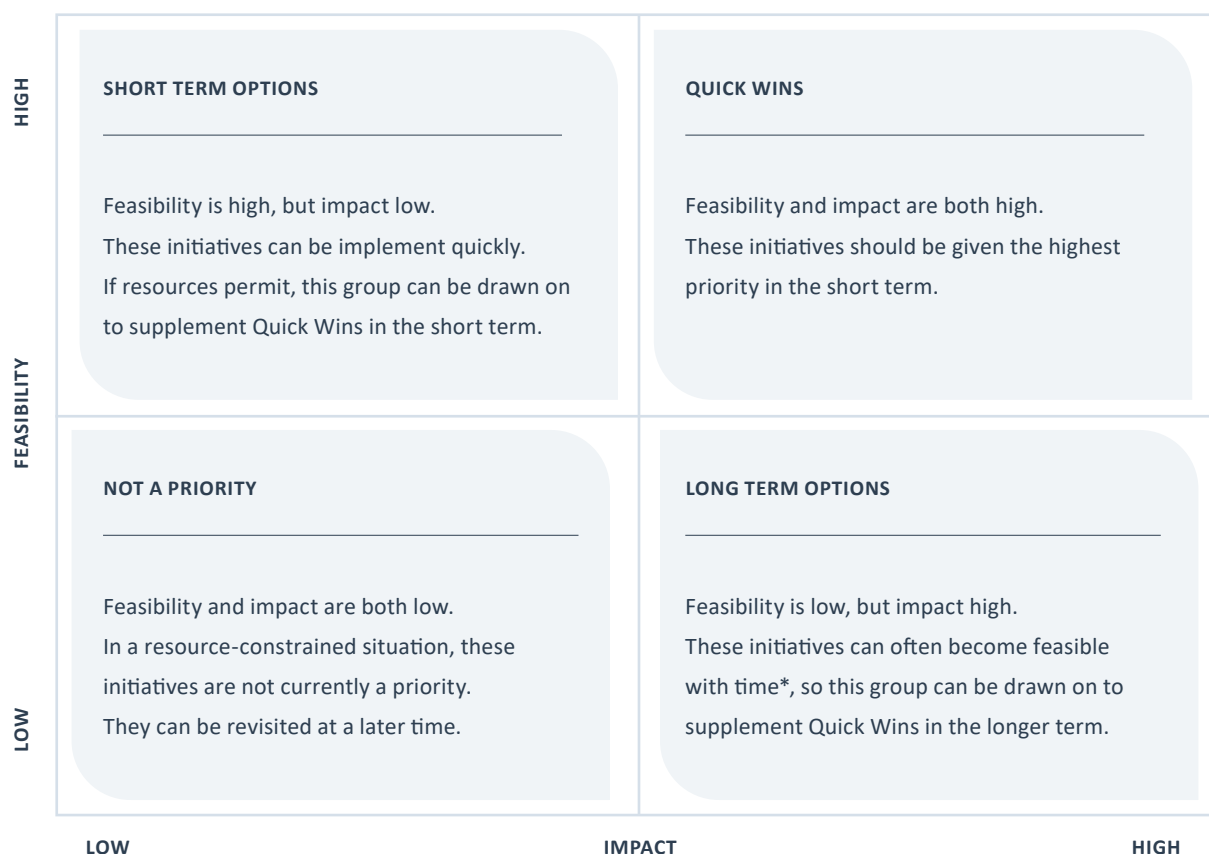 HIGH
SHORT TERM OPTIONS
Feasibility is high, but impact low.
These initiatives can be implement quickly.
If resources permit, this group can be drawn on
to supplement Quick Wins in the short term.
QUICK WINS
Feasibility and impact are both high.
These initiatives should be given the highest
priority in the short term.
FEASIBILITY
NOT A PRIORITY
Feasibility and impact are both low.
In a resource-constrained situation, these
initiatives are not currently a priority.
They can be revisited at a later time.
LONG TERM OPTIONS
Feasibility is low, but impact high.
These initiatives can often become feasible
with time*, so this group can be drawn on to
supplement Quick Wins in the longer term.
LOW
LOW
IMPACT
HIGH